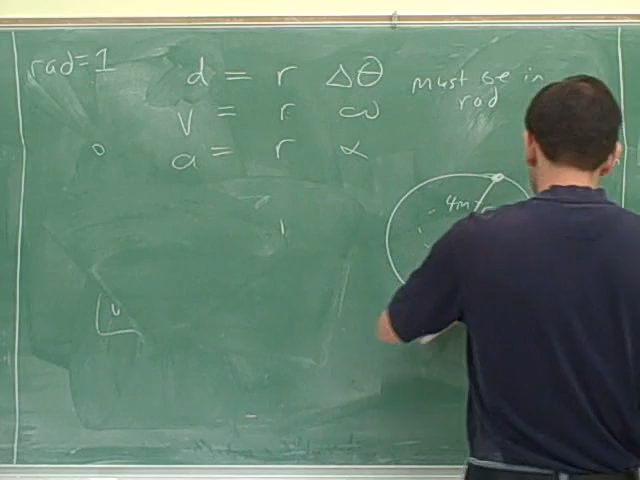 rad=1
d = r Δθ
must be in
rad
v = r ω
a = r α
4m